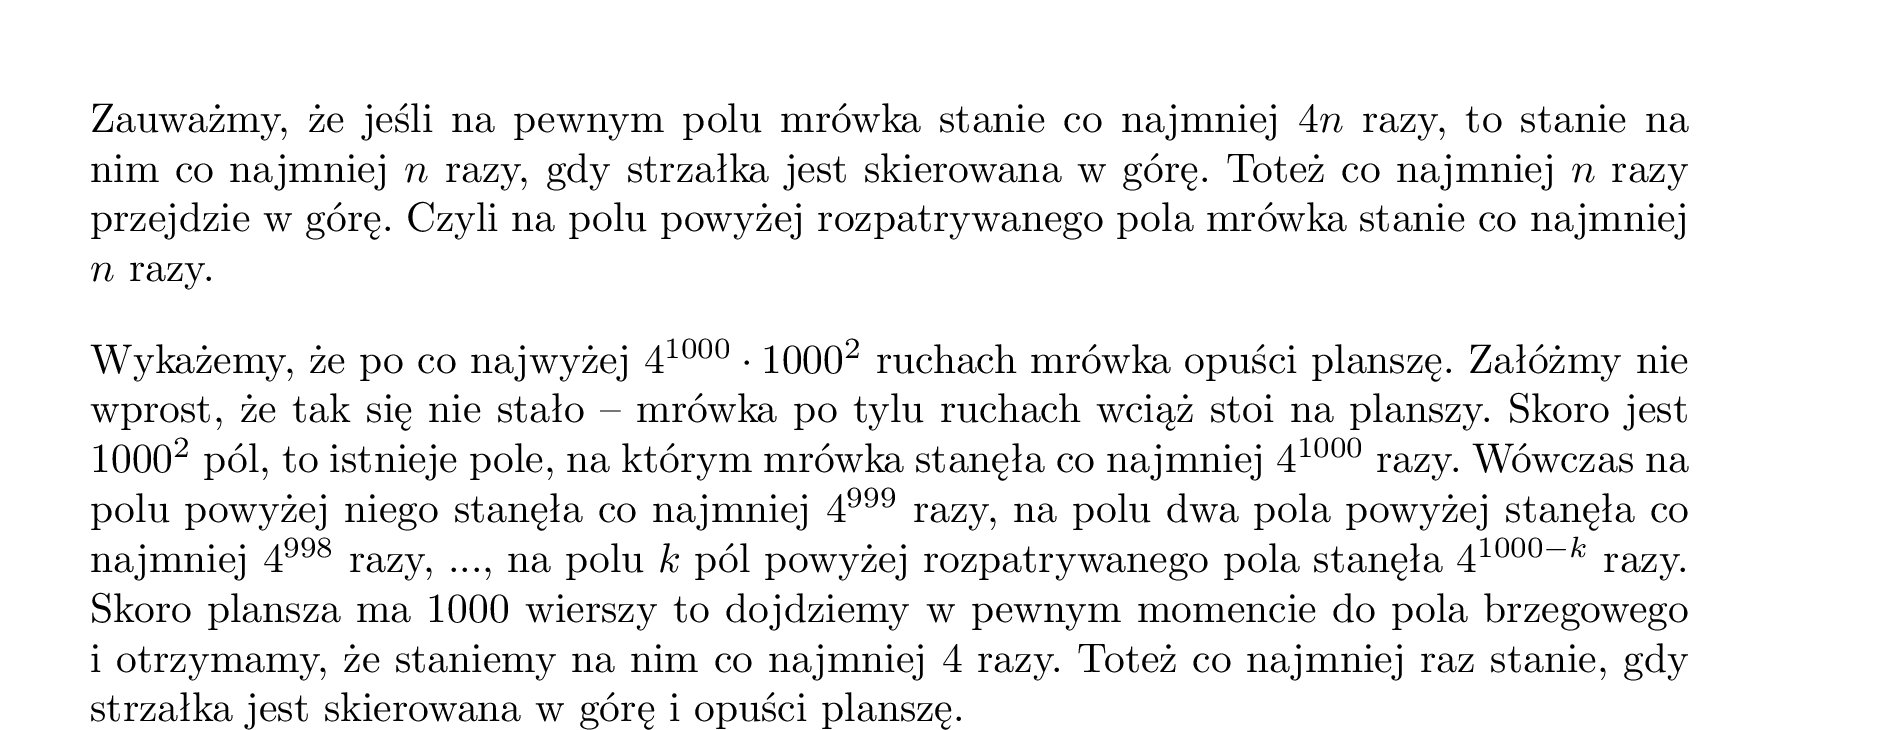 Zauważmy, że jeśli na pewnym polu mrówka stanie co najmniej 4n razy, to stanie na
nim co najmniej n razy, gdy strzałka jest skierowana w górę. Toteż co najmniej n razy
przejdzie w górę. Czyli na polu powyżej rozpatrywanego pola mrówka stanie co najmniej
n razy.
Wykażemy, że po co najwyżej 4^{1000} · 1000^2 ruchach mrówka opuści planszę. Załóżmy nie
wprost, że tak się nie stało – mrówka po tylu ruchach wciąż stoi na planszy. Skoro jest
1000^2 pól, to istnieje pole, na którym mrówka stanęła co najmniej 4^{1000} razy. Wówczas na
polu powyżej niego stanęła co najmniej 4^{999} razy, na polu dwa pola powyżej stanęła co
najmniej 4^{998} razy, ..., na polu k pól powyżej rozpatrywanego pola stanęła 4^{1000−k} razy.
Skoro plansza ma 1000 wierszy to dojdziemy w pewnym momencie do pola brzegowego
i otrzymamy, że staniemy na nim co najmniej 4 razy. Toteż co najmniej raz stanie, gdy
strzałka jest skierowana w górę i opuści planszę.